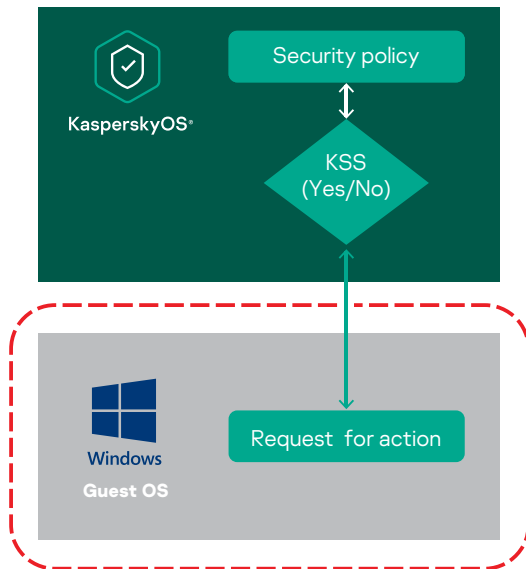 Security policy
KasperskyOS®
KSS
(Yes/No)
Request for action
Windows
Guest OS